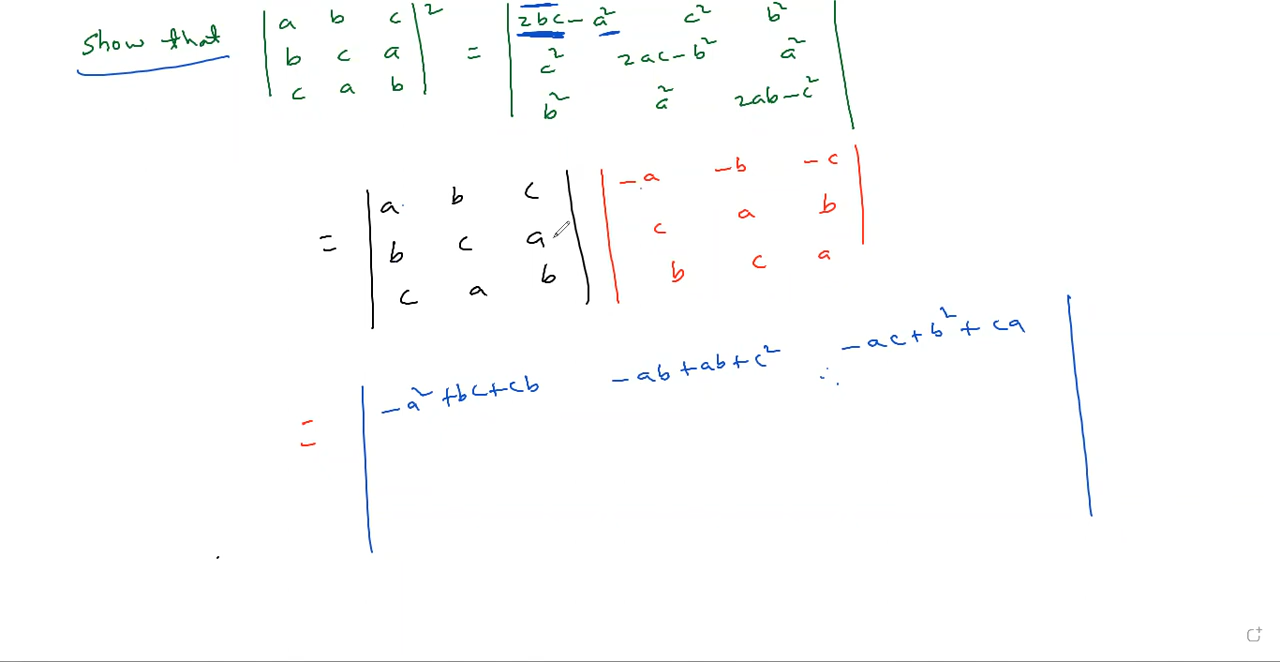 Show that | a b c |² = | 2bc-a² c² b² |
| b c a | | c² 2ac-b² a² |
| c a b | | b² a² 2ab-c² |
= | a b c | | -a -b -c |
| b c a | | c a b |
| c a b | | b c a |
= | -a²+bc+cb -ab+ab+c² -ac+b²+ca |